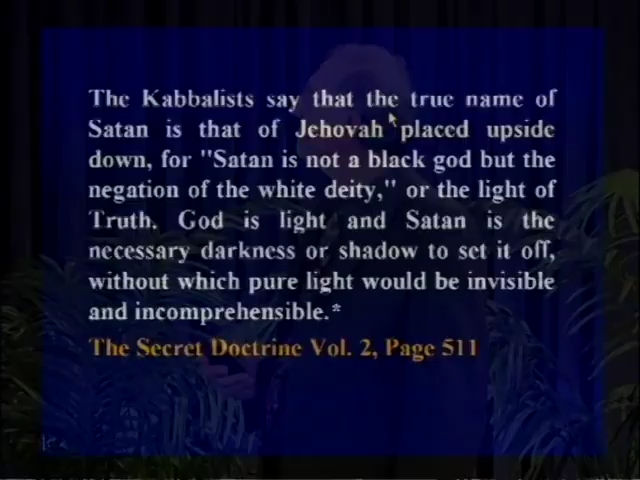 The Kabbalists say that the true name of
Satan is that of Jehovah placed upside
down, for "Satan is not a black god but the
negation of the white deity," or the light of
Truth. God is light and Satan is the
necessary darkness or shadow to set it off,
without which pure light would be invisible
and incomprehensible.*
The Secret Doctrine Vol. 2, Page 511